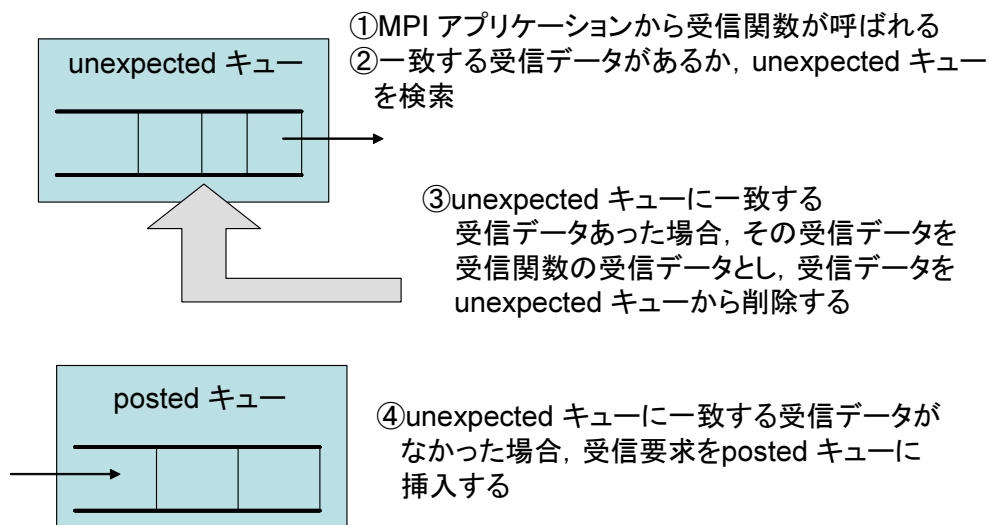 unexpected キュー
①MPI アプリケーションから受信関数が呼ばれる
②一致する受信データがあるか, unexpected キュー
を検索
③unexpected キューに一致する
受信データあった場合, その受信データを
受信関数の受信データとし, 受信データを
unexpected キューから削除する
posted キュー
④unexpected キューに一致する受信データが
なかった場合, 受信要求をposted キューに
挿入する